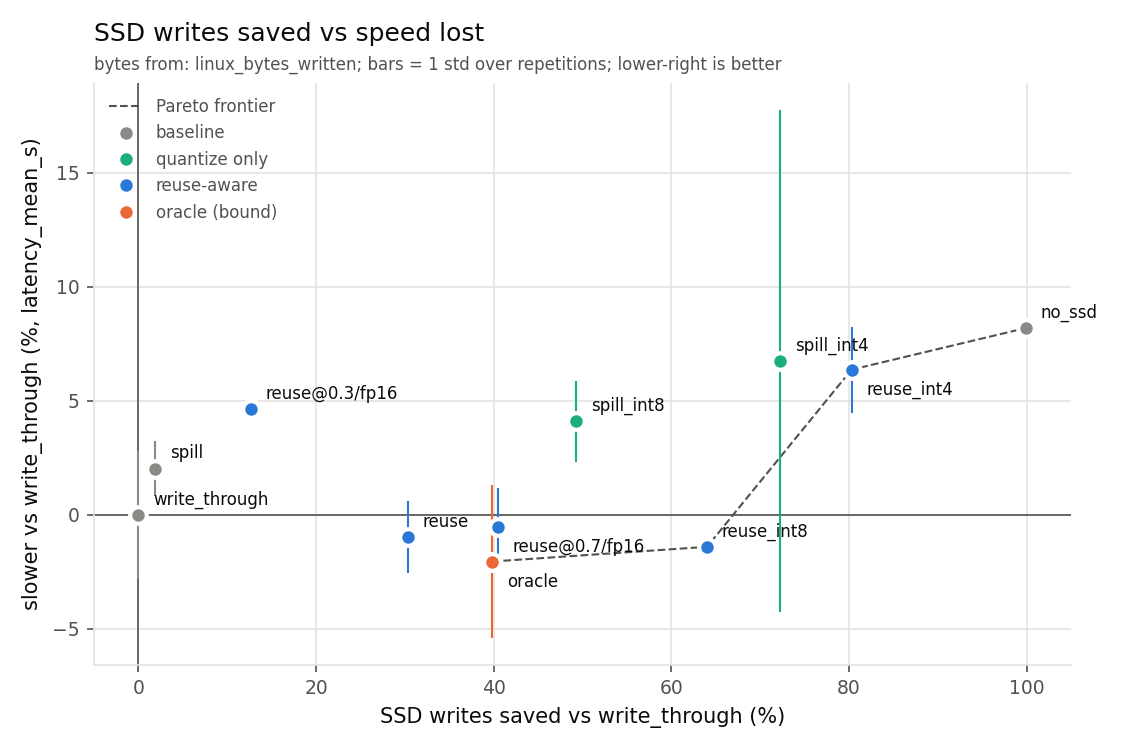 SSD writes saved vs speed lost
bytes from: linux_bytes_written; bars = 1 std over repetitions; lower-right is better
Pareto frontier
baseline
quantize only
reuse-aware
oracle (bound)
slower vs write_through (%, latency_mean_s)
15
10
5
0
−5
no_ssd
spill_int4
reuse_int4
reuse@0.3/fp16
spill_int8
spill
write_through
reuse
reuse_int8
reuse@0.7/fp16
oracle
0
20
40
60
80
100
SSD writes saved vs write_through (%)